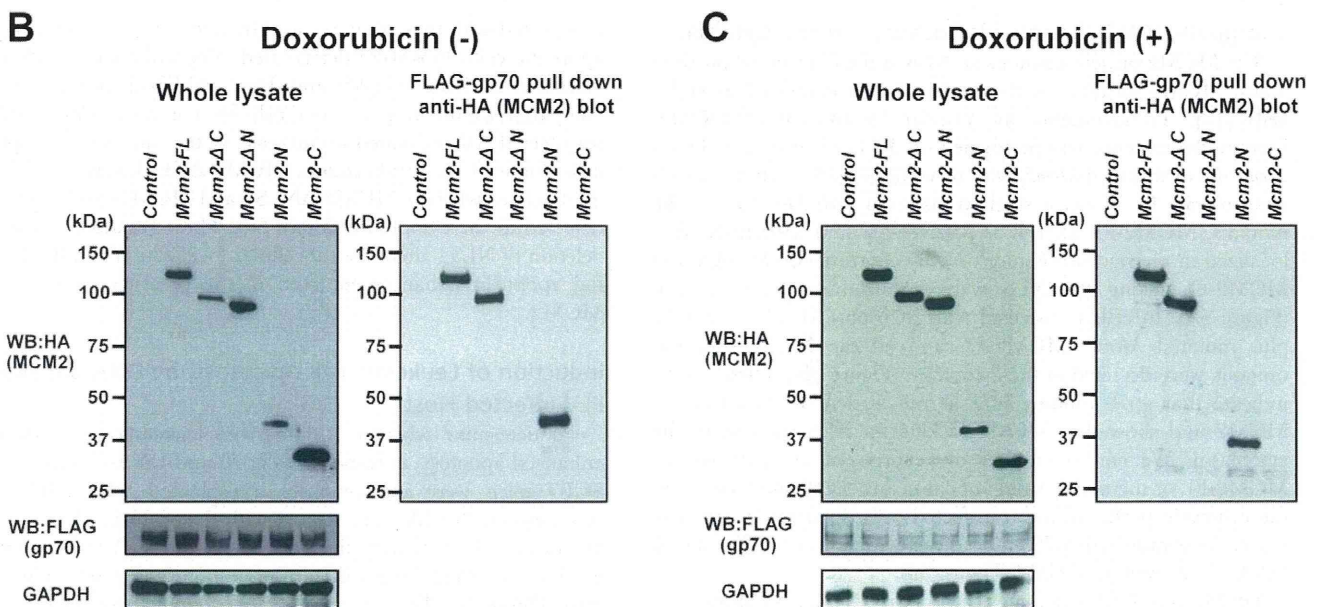 B
Doxorubicin (-)
Whole lysate
FLAG-gp70 pull down
anti-HA (MCM2) blot
Control
Mcm2-FL
Mcm2-Δ C
Mcm2-Δ N
Mcm2-N
Mcm2-C
Control
Mcm2-FL
Mcm2-Δ C
Mcm2-Δ N
Mcm2-N
Mcm2-C
(kDa)
150
100
75
50
37
25
(kDa)
150
100
75
50
37
25
WB:HA
(MCM2)
WB:FLAG
(gp70)
GAPDH
C
Doxorubicin (+)
Whole lysate
FLAG-gp70 pull down
anti-HA (MCM2) blot
Control
Mcm2-FL
Mcm2-Δ C
Mcm2-Δ N
Mcm2-N
Mcm2-C
Control
Mcm2-FL
Mcm2-Δ C
Mcm2-Δ N
Mcm2-N
Mcm2-C
(kDa)
150
100
75
50
37
25
(kDa)
150
100
75
50
37
25
WB:HA
(MCM2)
WB:FLAG
(gp70)
GAPDH